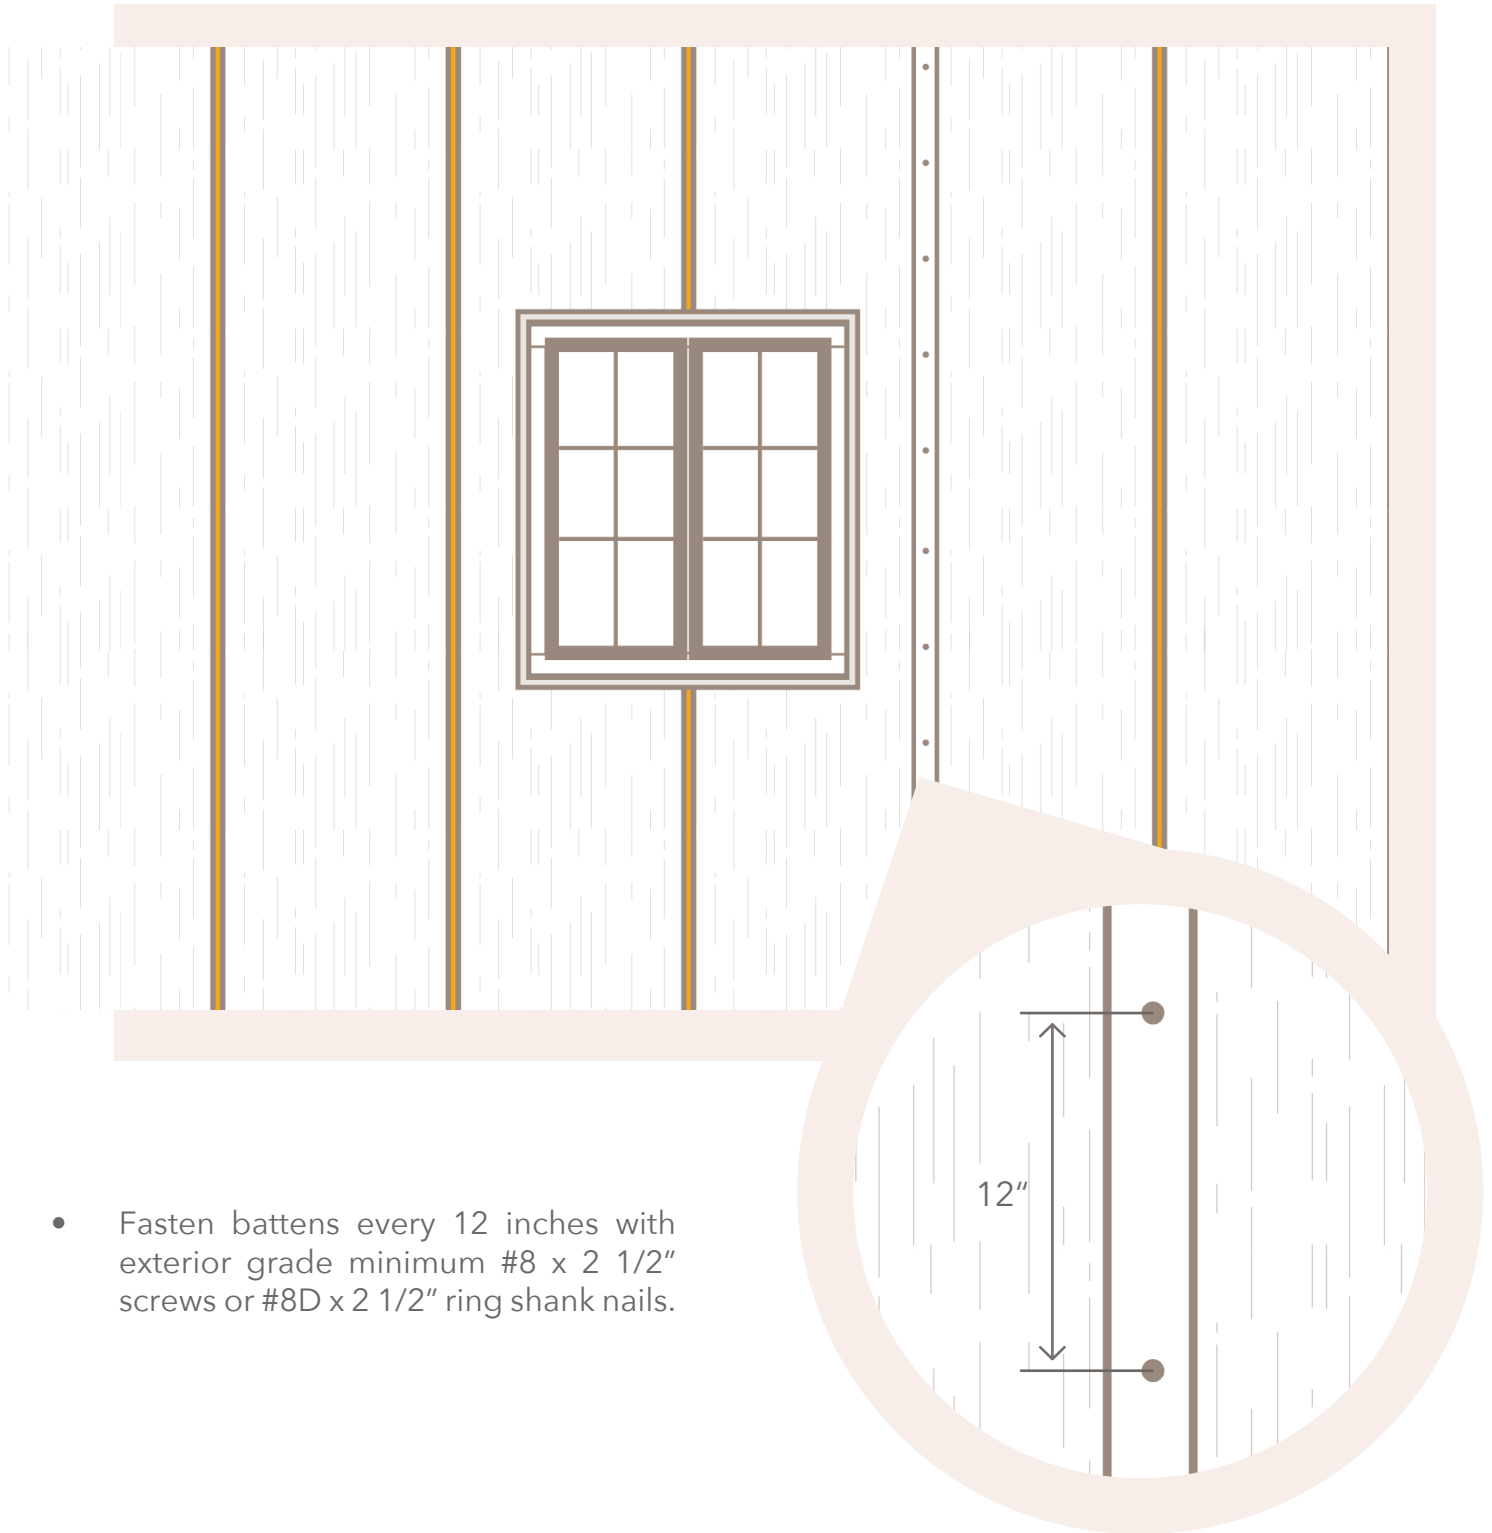 12“
• Fasten battens every 12 inches with
exterior grade minimum #8 x 2 1/2”
screws or #8D x 2 1/2” ring shank nails.